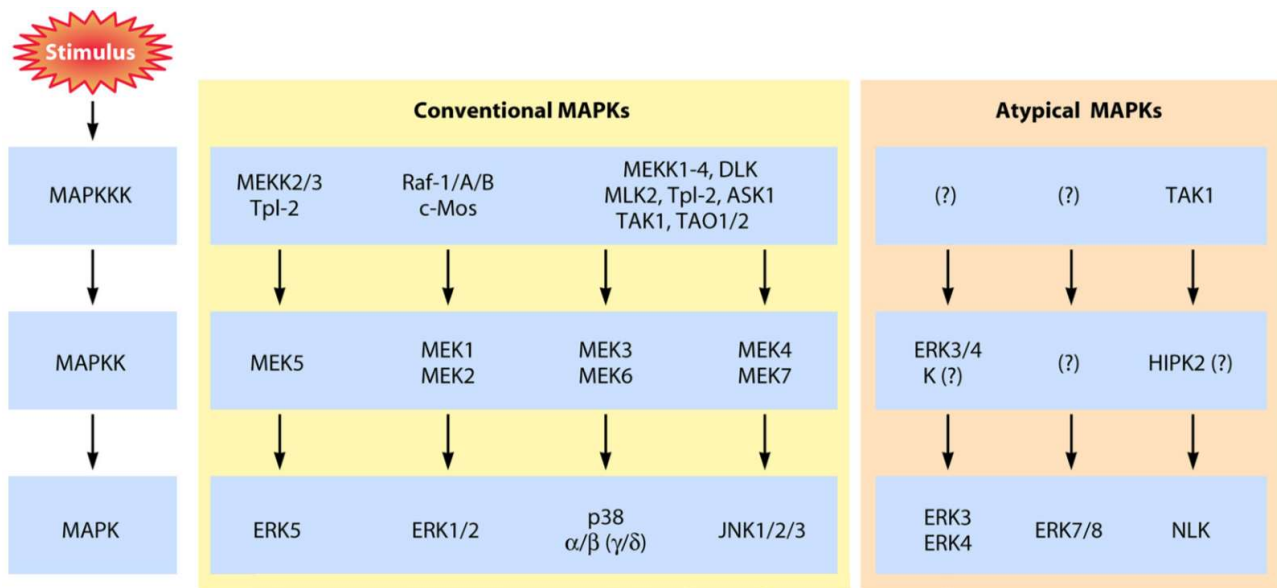 Stimulus
Conventional MAPKs
Atypical MAPKs
MAPKKK
MEKK2/3
Tpl-2
Raf-1/A/B
c-Mos
MEKK1-4, DLK
MLK2, Tpl-2, ASK1
TAK1, TAO1/2
(?)
(?)
TAK1
MAPKK
MEK5
MEK1
MEK2
MEK3
MEK6
MEK4
MEK7
ERK3/4
K (?)
(?)
HIPK2 (?)
MAPK
ERK5
ERK1/2
p38
α/β (γ/δ)
JNK1/2/3
ERK3
ERK4
ERK7/8
NLK